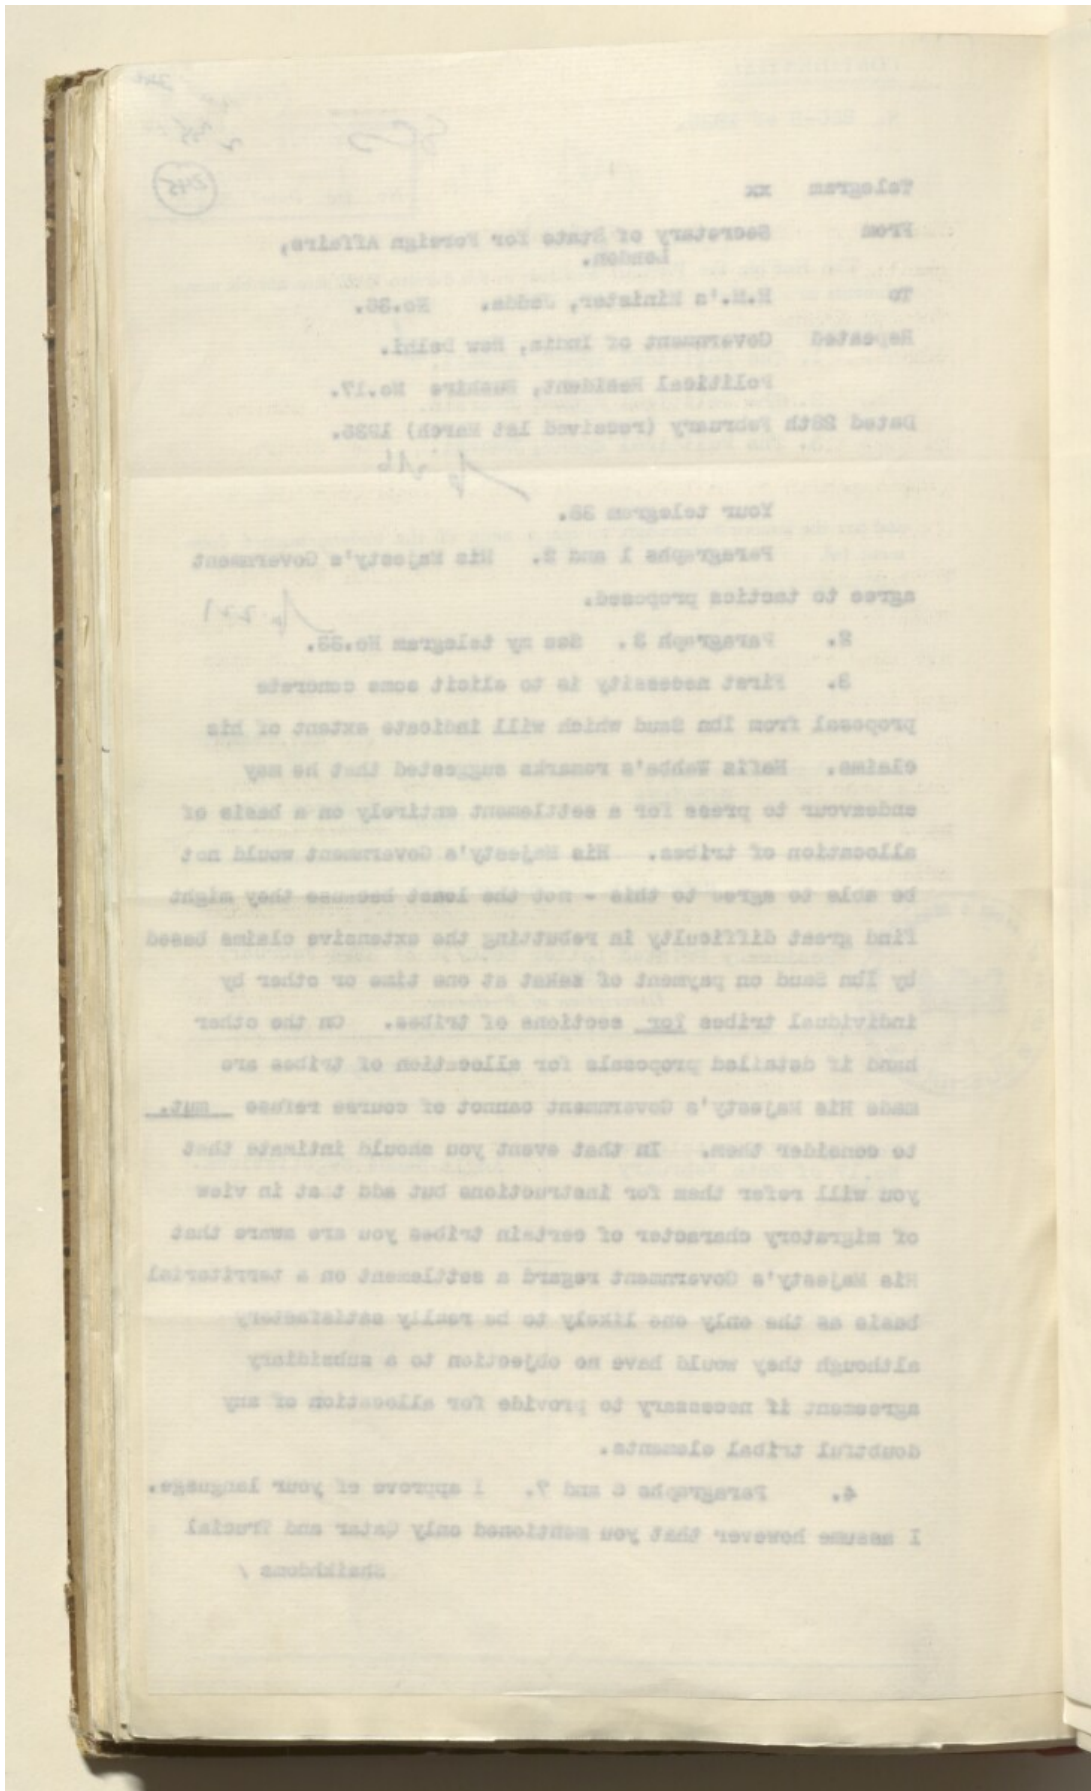 245
Telegram xx
From Secretary of State for Foreign Affairs,
London.
To H.M.'s Minister, Jedda. No.36.
Repeated Government of India, New Delhi.
Political Resident, Bushire No.17.
Dated 28th February (received 1st March) 1935.
Your telegram 38.
Paragraphs 1 and 2. His Majesty's Government
agree to tactics proposed.
2. Paragraph 3. See my telegram No.33.
3. First necessity is to elicit some concrete
proposal from Ibn Saud which will indicate extent of his
claims. Hafiz Wahba's remarks suggested that he may
endeavour to press for a settlement entirely on a basis of
allocation of tribes. His Majesty's Government would not
be able to agree to this - not the least because they might
find great difficulty in rebutting the extensive claims based
by Ibn Saud on payment of zakat at one time or other by
individual tribes for sections of tribes. On the other
hand if detailed proposals for allocation of tribes are
made His Majesty's Government cannot of course refuse mut.
to consider them. In that event you should intimate that
you will refer them for instructions but add t at in view
of migratory character of certain tribes you are aware that
His Majesty's Government regard a settlement on a territorial
basis as the only one likely to be really satisfactory
although they would have no objection to a subsidiary
agreement if necessary to provide for allocation of any
doubtful tribal elements.
4. Paragraphs 6 and 7. I approve of your language.
I assume however that you mentioned only Qatar and Trucial
Shaikhdoms /